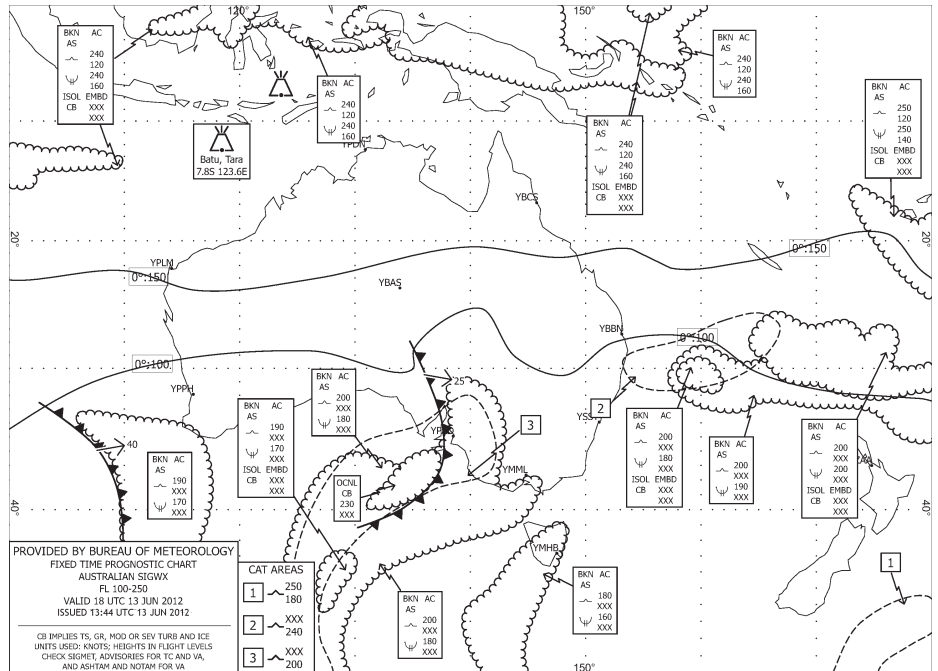 120°
150°
BKN AC
AS
240
120
240
160
ISOL EMBD
CB XXX
XXX
BKN AC
AS
240
120
240
160
BKN AC
AS
240
120
240
160
BKN AC
AS
240
120
240
160
ISOL EMBD
CB XXX
XXX
BKN AC
AS
250
120
250
140
ISOL EMBD
CB XXX
XXX
Batu, Tara
7.8S 123.6E
YPDN
YBCS
20°
20°
YPLM
0°:150
0°:150
YBAS
YBBN
0°:100
0°:100
YPPH
25
40
BKN AC
AS
200
XXX
180
XXX
BKN AC
AS
190
XXX
170
XXX
ISOL EMBD
CB XXX
XXX
BKN AC
AS
190
XXX
170
XXX
OCNL
CB
230
XXX
3
2
YMML
BKN AC
AS
200
XXX
180
XXX
ISOL EMBD
CB XXX
XXX
BKN AC
AS
200
XXX
190
XXX
BKN AC
AS
200
XXX
200
XXX
ISOL EMBD
CB XXX
XXX
40°
40°
YMHB
1
BKN AC
AS
180
XXX
160
XXX
BKN AC
AS
200
XXX
180
XXX
PROVIDED BY BUREAU OF METEOROLOGY
FIXED TIME PROGNOSTIC CHART
AUSTRALIAN SIGWX
FL 100-250
VALID 18 UTC 13 JUN 2012
ISSUED 13:44 UTC 13 JUN 2012
CB IMPLIES TS, GR, MOD OR SEV TURB AND ICE
UNITS USED: KNOTS; HEIGHTS IN FLIGHT LEVELS
CHECK SIGMET, ADVISORIES FOR TC AND VA,
AND ASHTAM AND NOTAM FOR VA
CAT AREAS
1 250
180
2 XXX
240
3 XXX
200
150°